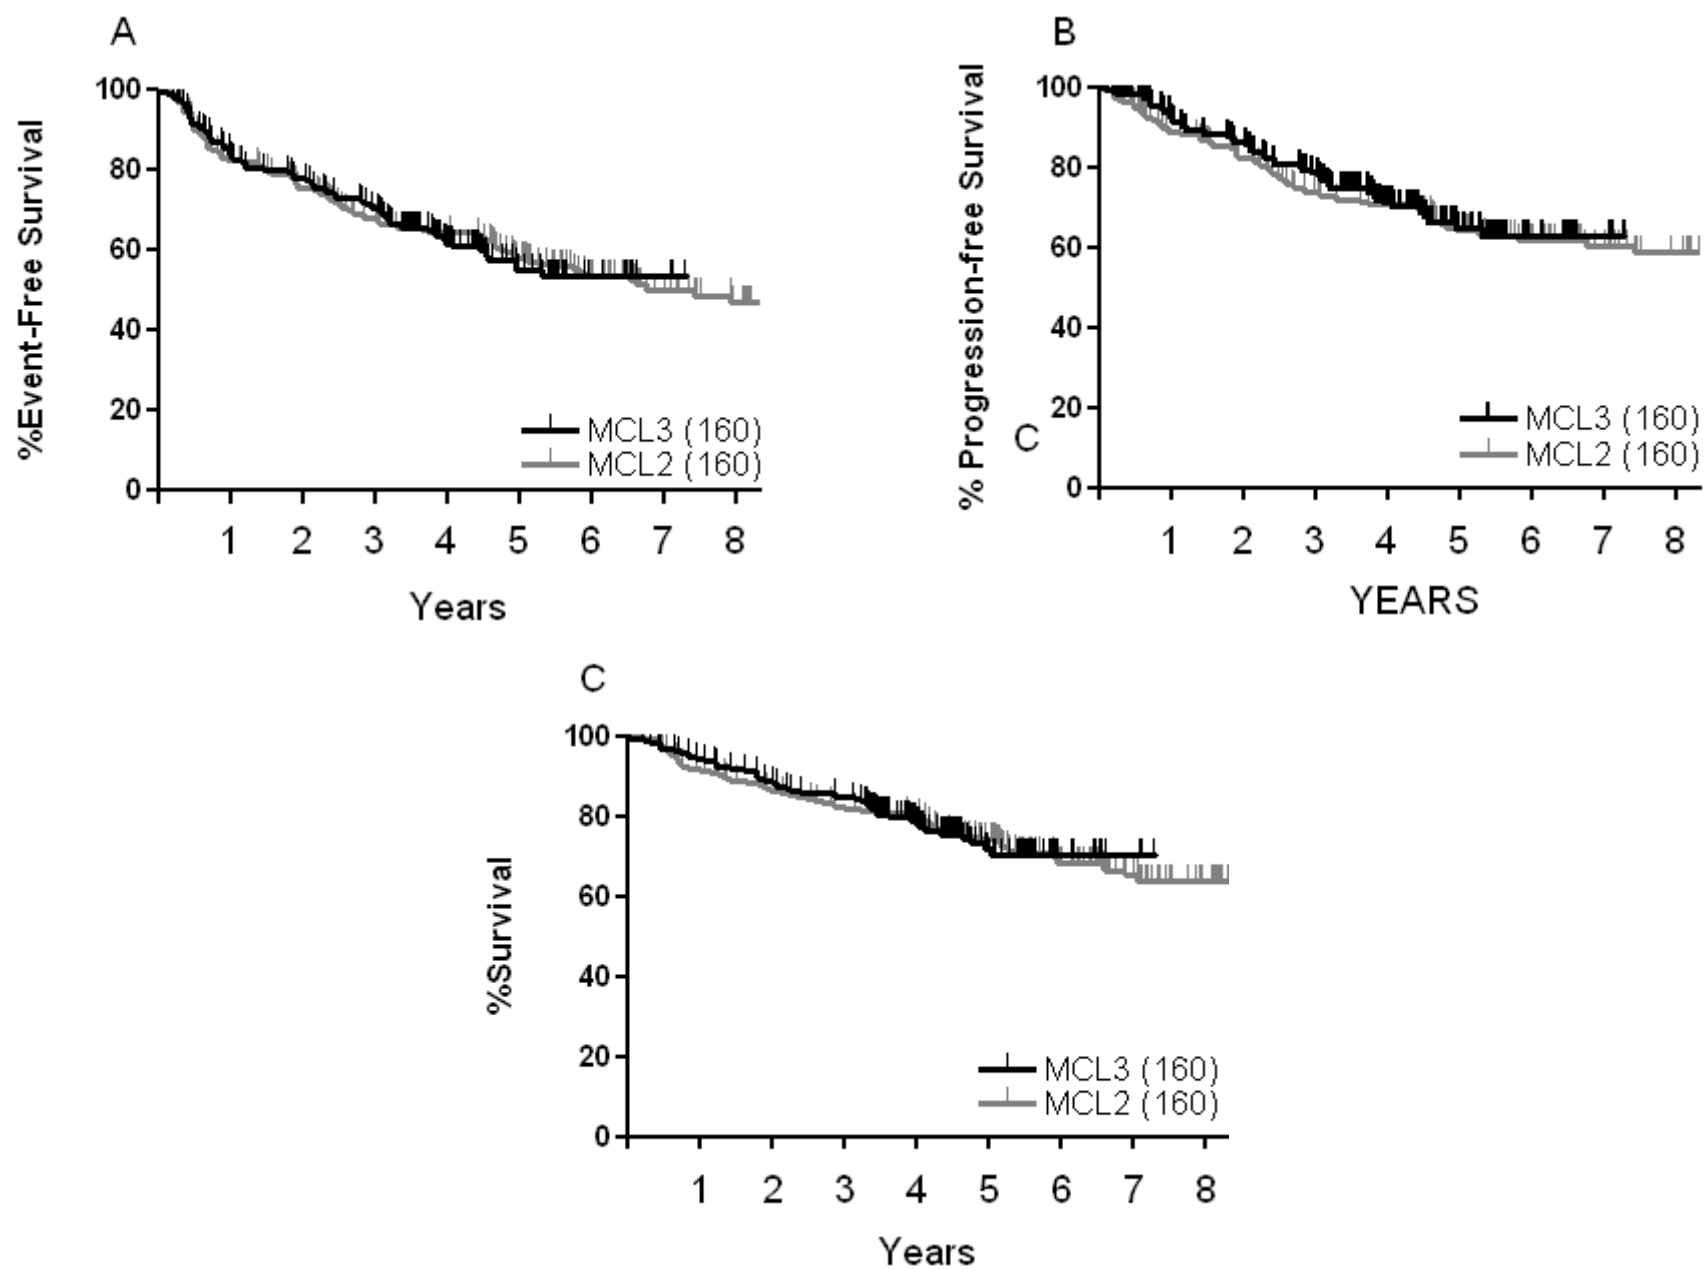 A
%Event-Free Survival
100
80
60
40
20
0
MCL3 (160)
MCL2 (160)
1 2 3 4 5 6 7 8
Years
B
% Progression-free Survival
100
80
60
40
20
0
C
MCL3 (160)
MCL2 (160)
1 2 3 4 5 6 7 8
YEARS
C
%Survival
100
80
60
40
20
0
MCL3 (160)
MCL2 (160)
1 2 3 4 5 6 7 8
Years